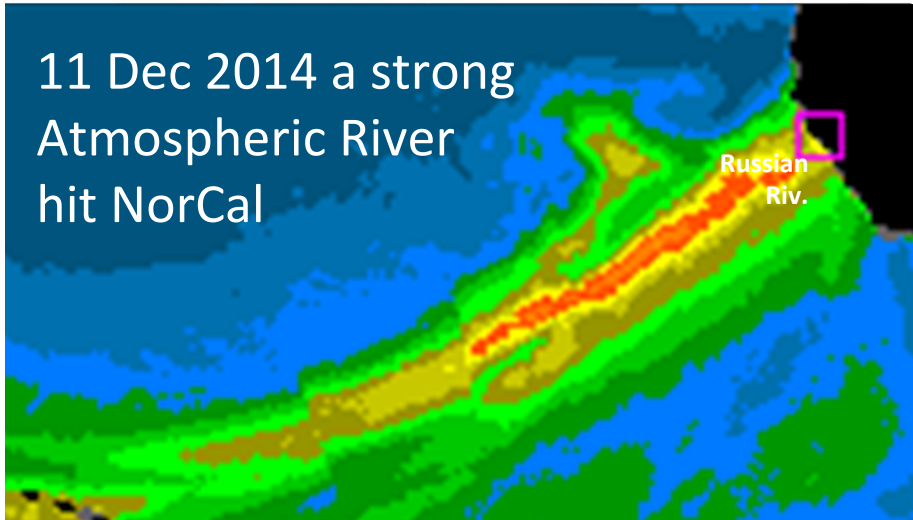 11 Dec 2014 a strong
Atmospheric River
hit NorCal
Russian
Riv.